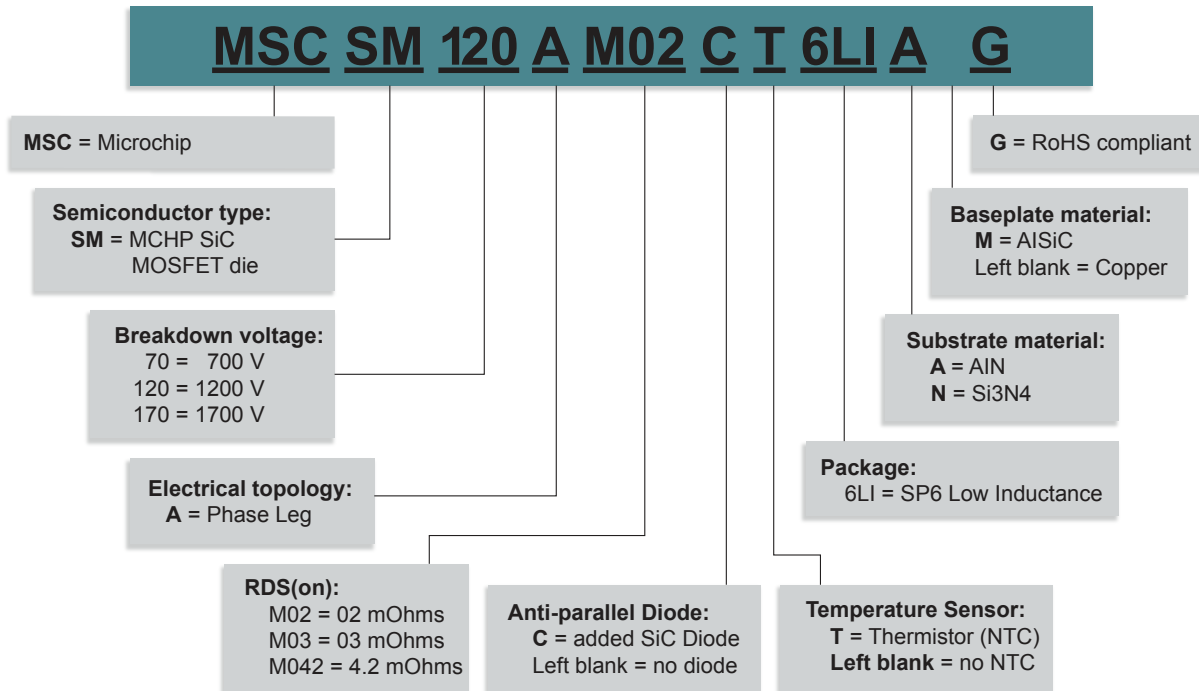 MSC SM 120 A M02 C T 6LI A G
MSC = Microchip
G = RoHS compliant
Semiconductor type:
SM = MCHP SiC
MOSFET die
Baseplate material:
M = AlSiC
Left blank = Copper
Breakdown voltage:
70 = 700 V
120 = 1200 V
170 = 1700 V
Substrate material:
A = AlN
N = Si3N4
Electrical topology:
A = Phase Leg
Package:
6LI = SP6 Low Inductance
RDS(on):
M02 = 02 mOhms
M03 = 03 mOhms
M042 = 4.2 mOhms
Anti-parallel Diode:
C = added SiC Diode
Left blank = no diode
Temperature Sensor:
T = Thermistor (NTC)
Left blank = no NTC